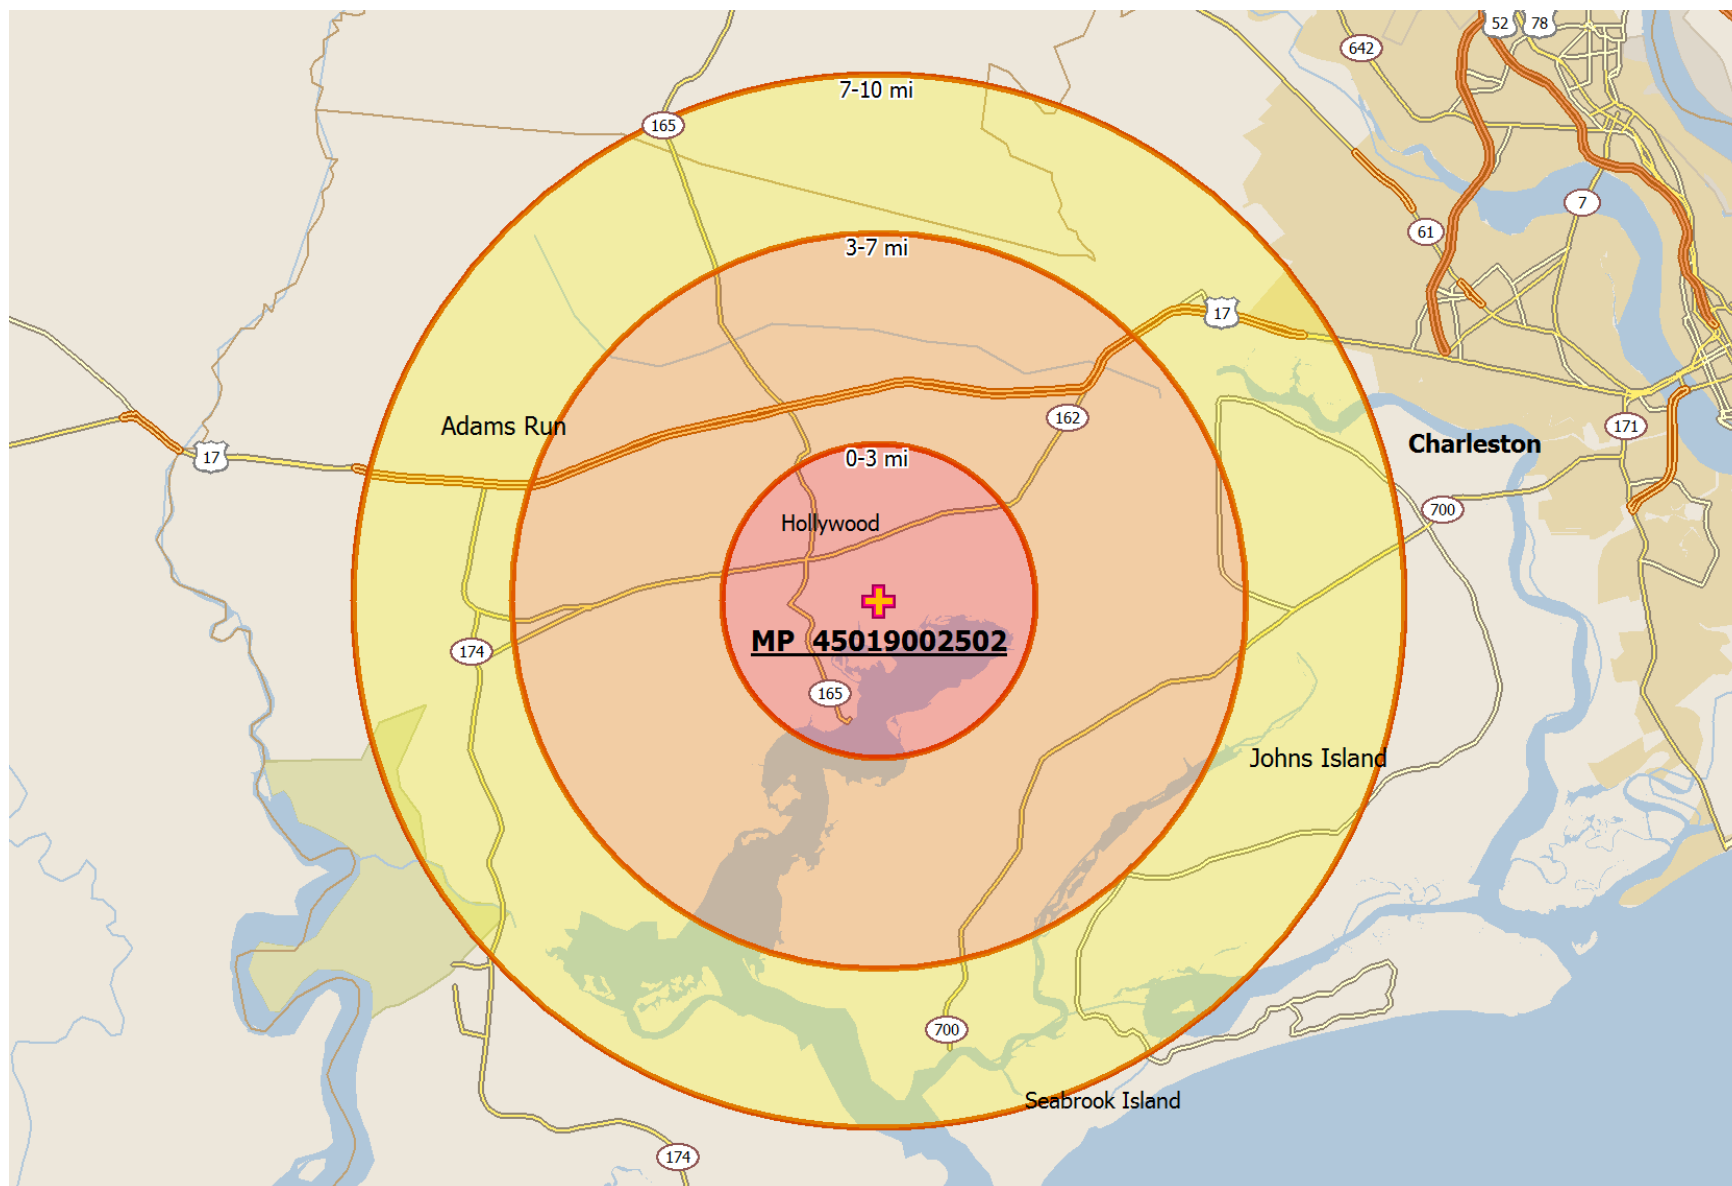 52
78
642
7-10 mi
165
7
61
3-7 mi
17
162
Adams Run
171
Charleston
17
0-3 mi
700
Hollywood
MP 45019002502
174
165
Johns Island
700
Seabrook Island
174